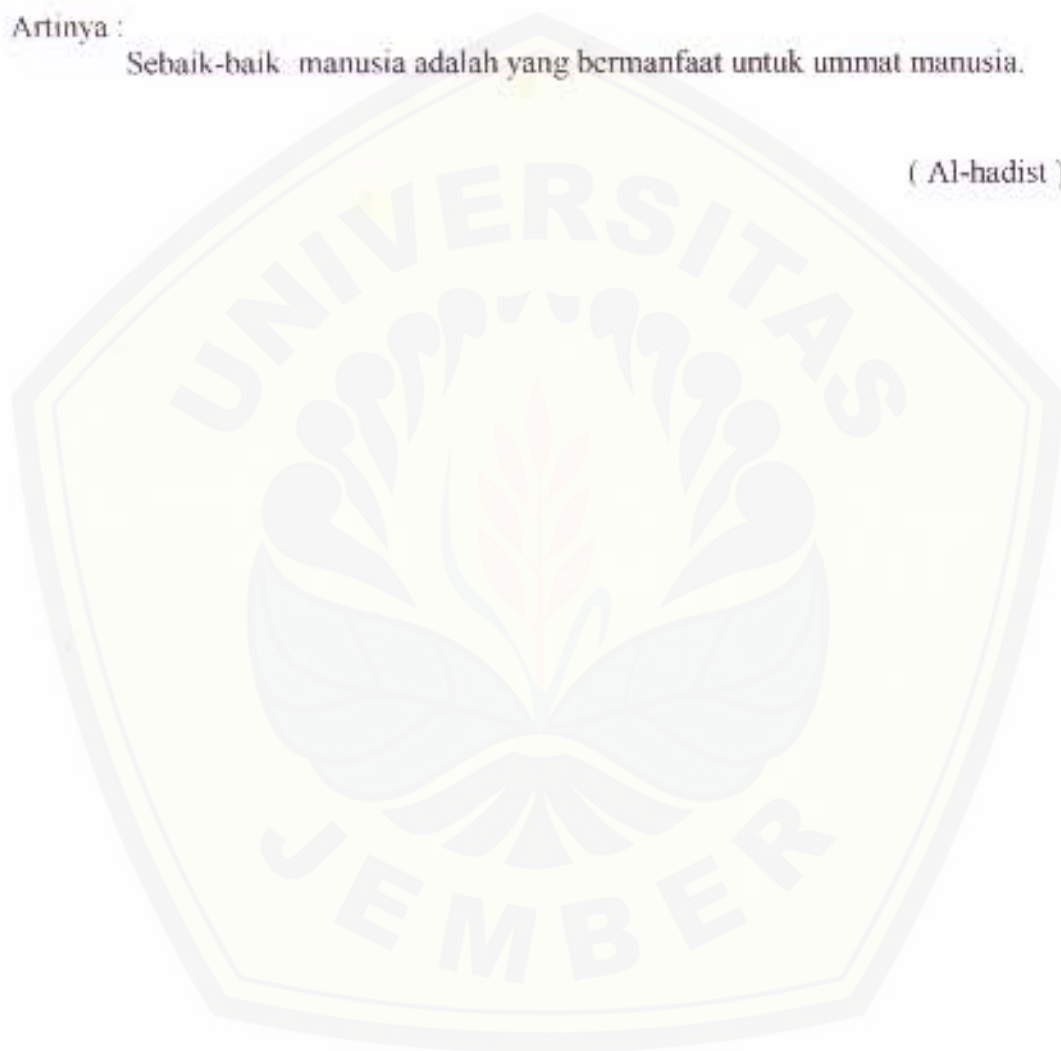 Artinya :
Sebaik-baik manusia adalah yang bermanfaat untuk ummat manusia.
( Al-hadist )
UNIVERSITAS
JEMBER